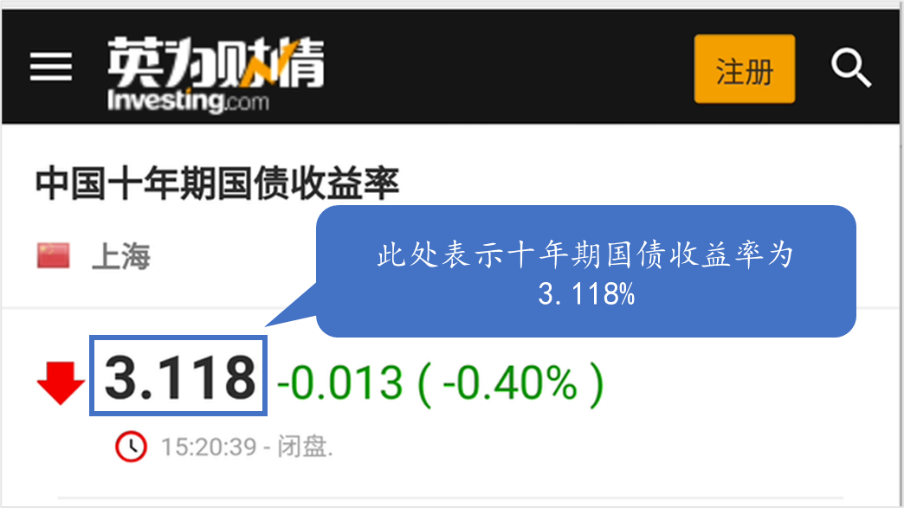 英为财情
Investing.com
注册
中国十年期国债收益率
上海
此处表示十年期国债收益率为
3.118%
3.118 -0.013 ( -0.40% )
15:20:39 - 闭盘.